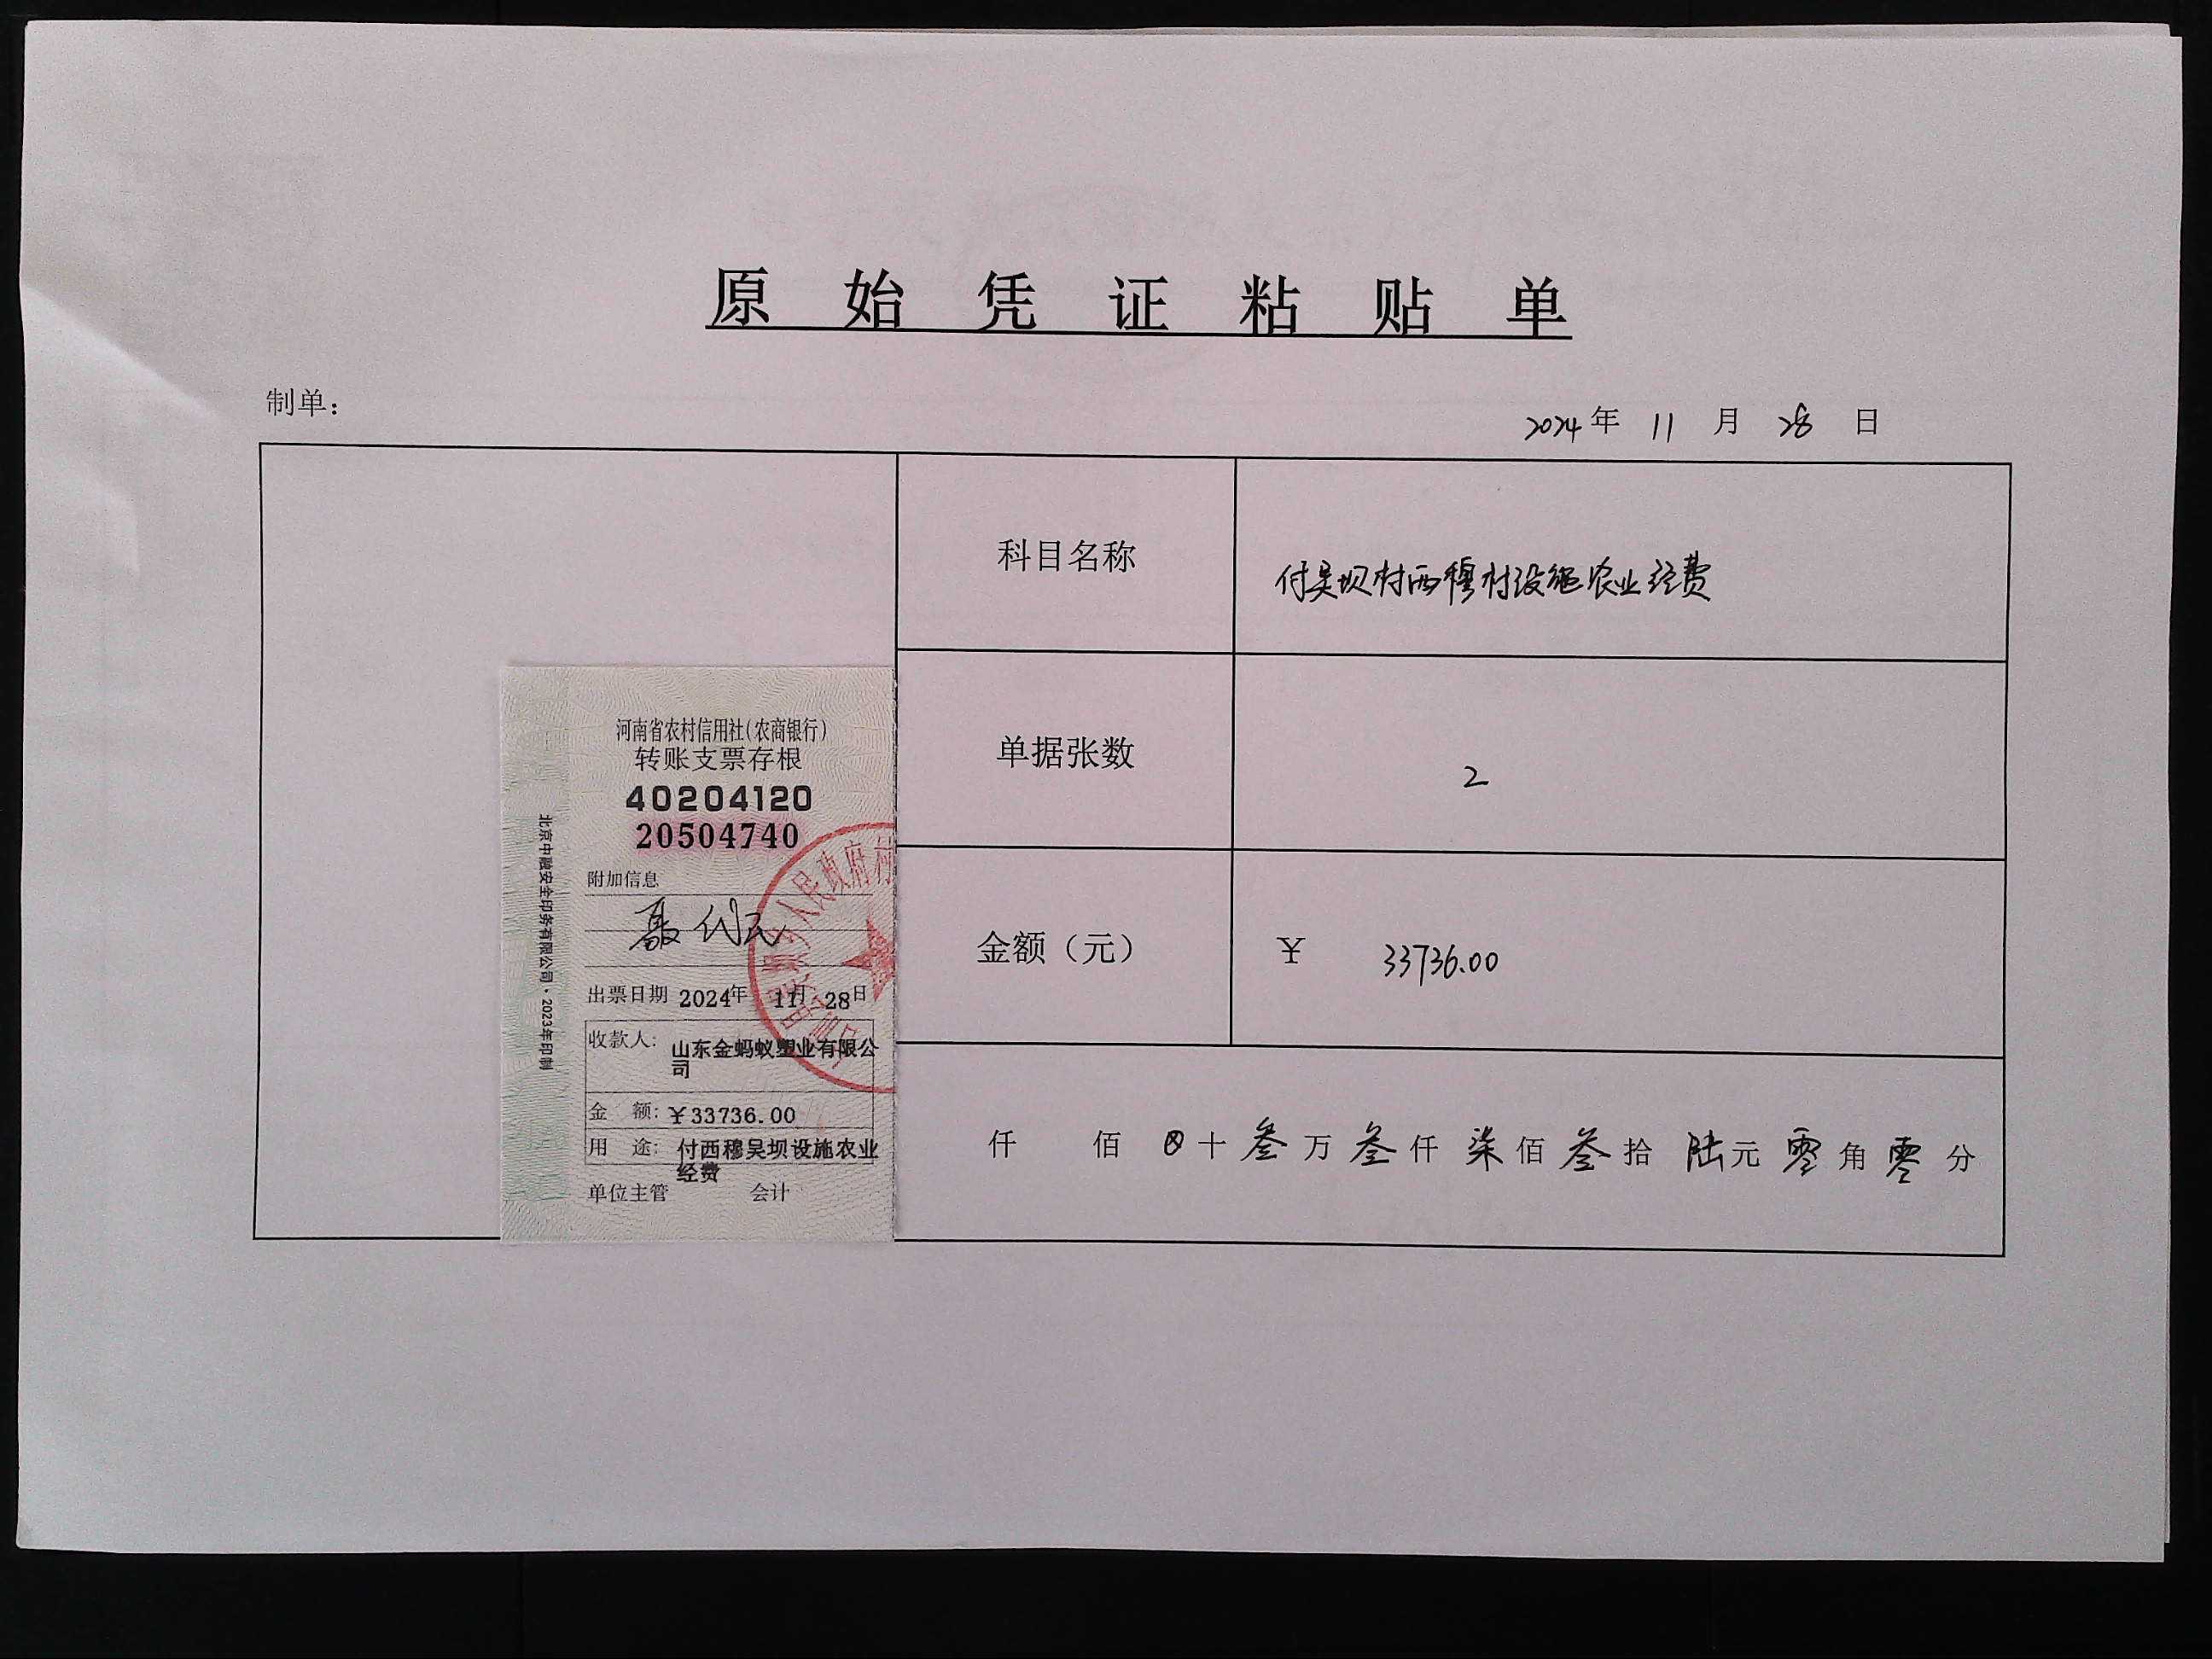 原始凭证粘贴单
制单：
2024年 11 月 28 日
科目名称
付吴坝村西穆村设施农业经费
单据张数
2
金额（元）
￥ 33736.00
仟 佰 ⊗十 叁万 叁仟 柒佰 叁拾 陆元 零角 零分
河南省农村信用社(农商银行)
转账支票存根
40204120
20504740
附加信息
出票日期 2024年 11月 28日
收款人: 山东金蚂蚁塑业有限公
司
金 额: ￥33736.00
用 途: 付西穆吴坝设施农业
经费
单位主管 会计
北京中融安全印务有限公司·2023年印制
人民政府村